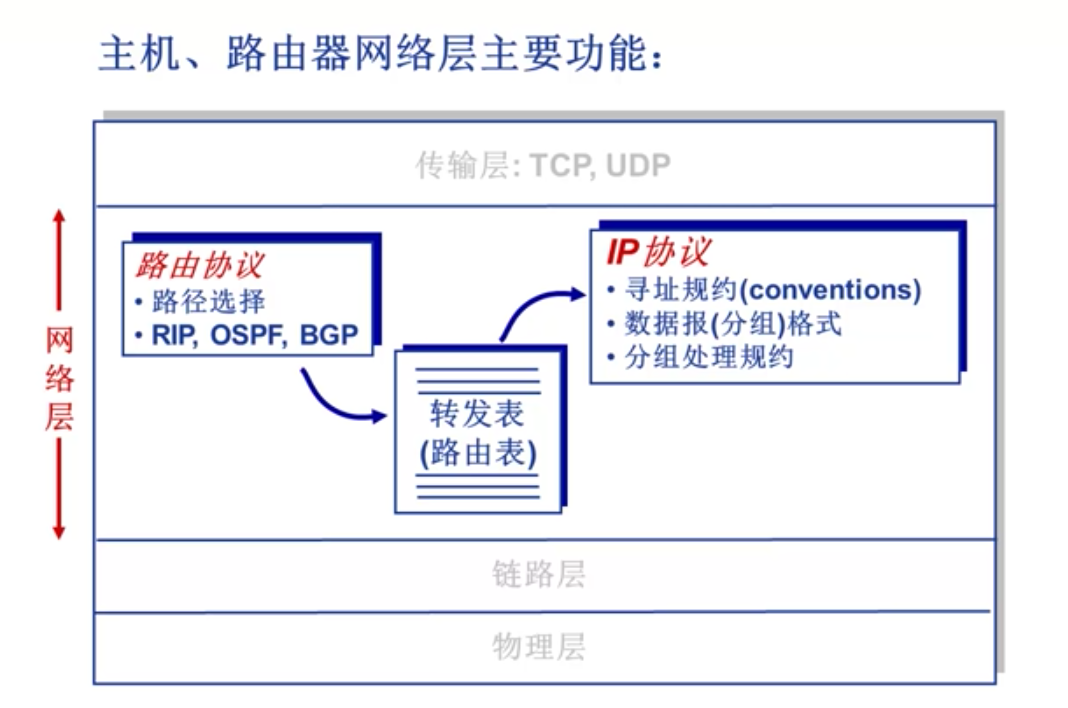 主机、路由器网络层主要功能：
传输层: TCP, UDP
网络层
路由协议
• 路径选择
• RIP, OSPF, BGP
转发表
(路由表)
IP协议
• 寻址规约(conventions)
• 数据报(分组)格式
• 分组处理规约
链路层
物理层